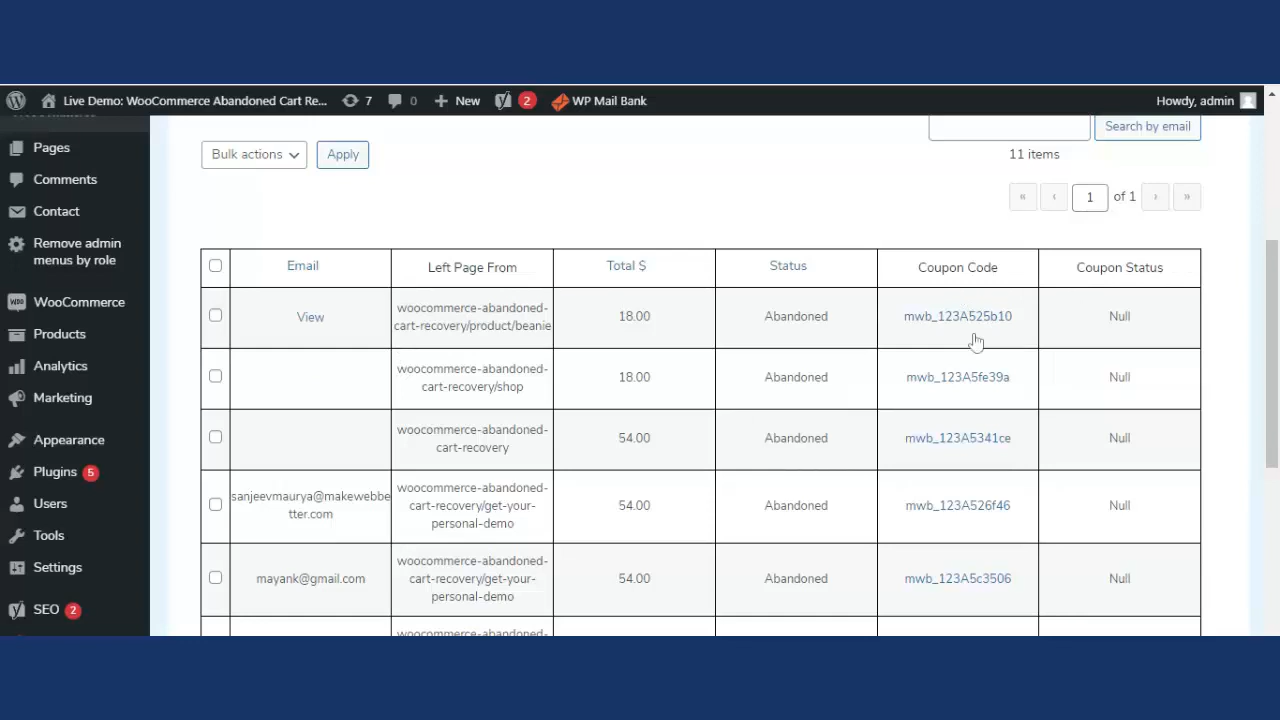 Live Demo: WooCommerce Abandoned Cart Re...
7
0
New
2
WP Mail Bank
Howdy, admin
Pages
Comments
Contact
Remove admin
menus by role
WooCommerce
Products
Analytics
Marketing
Appearance
Plugins 5
Users
Tools
Settings
SEO 2
Search by email
Bulk actions
Apply
11 items
« ‹ 1 of 1 › »
Email
Left Page From
Total $
Status
Coupon Code
Coupon Status
View
woocommerce-abandoned-
cart-recovery/product/beanie
18.00
Abandoned
mwb_123A525b10
Null
woocommerce-abandoned-
cart-recovery/shop
18.00
Abandoned
mwb_123A5fe39a
Null
woocommerce-abandoned-
cart-recovery
54.00
Abandoned
mwb_123A5341ce
Null
sanjeevmaurya@makewebbe
tter.com
woocommerce-abandoned-
cart-recovery/get-your-
personal-demo
54.00
Abandoned
mwb_123A526f46
Null
mayank@gmail.com
woocommerce-abandoned-
cart-recovery/get-your-
personal-demo
54.00
Abandoned
mwb_123A5c3506
Null
woocommerce-abandoned-